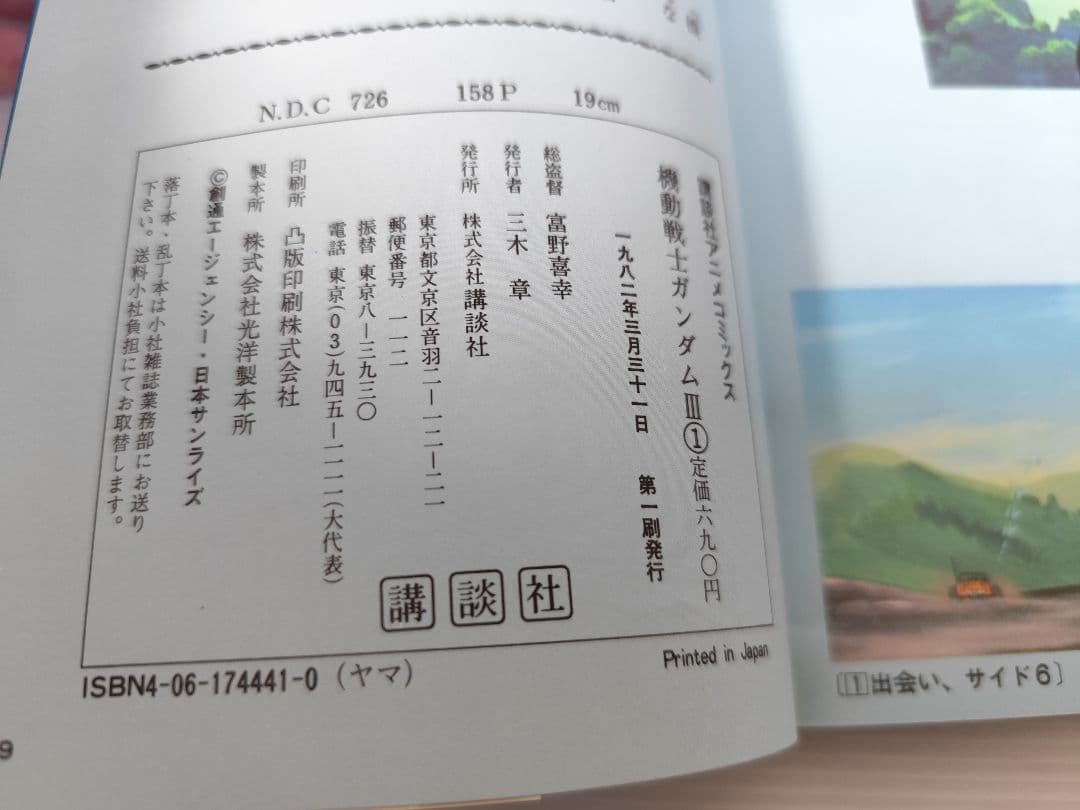 N.D.C 726 158P 19cm
講談社アニメコミックス
機動戦士ガンダムⅢ① 定価六九〇円
一九八二年三月三十一日 第一刷発行
総監督 富野喜幸
発行者 三木 章
発行所 株式会社講談社
東京都文京区音羽二—一二—二一
郵便番号 一一二
振替 東京八—三九三〇
電話 東京(03)九四五—一一一一(大代表)
印刷所 凸版印刷株式会社
製本所 株式会社光洋製本所
©創通エージェンシー・日本サンライズ
落丁本・乱丁本は小社雑誌業務部にお送り
下さい。送料小社負担にてお取替します。
講談社
ISBN4-06-174441-0 (ヤマ)
Printed in Japan
9
〔1出会い、サイド6〕